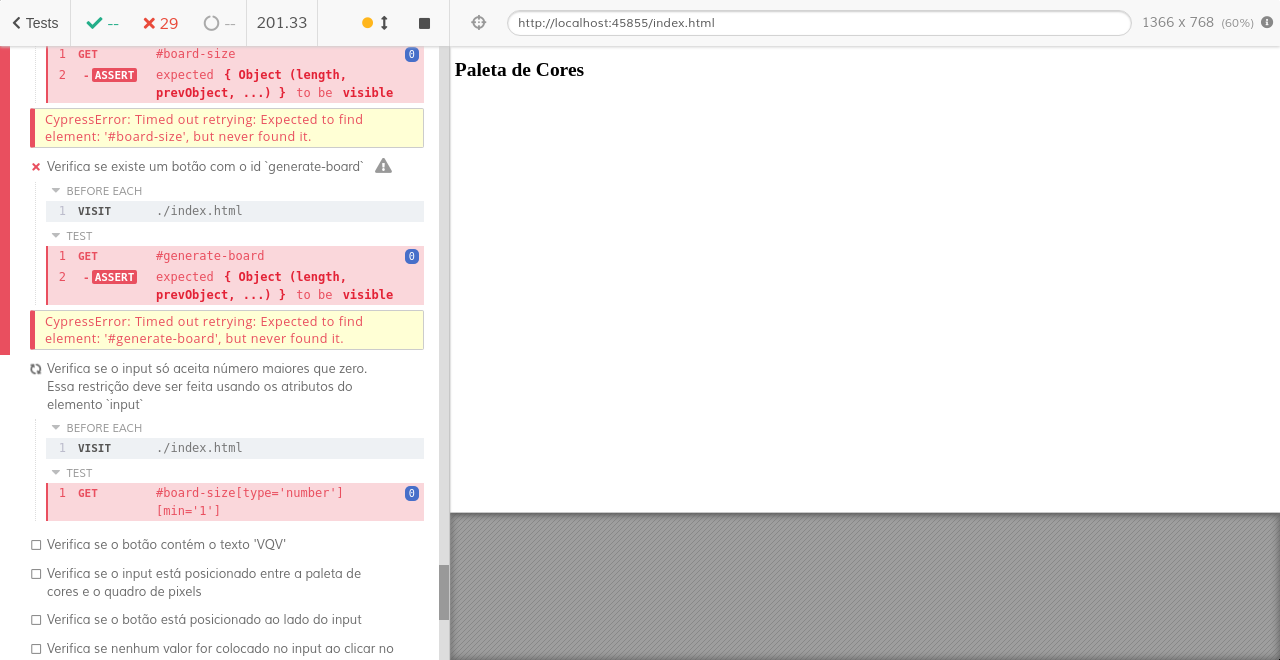 Tests
--
29
--
201.33
http://localhost:45855/index.html
1366 x 768 (60%)
1 GET #board-size 0
2 -ASSERT expected { Object (length,
prevObject, ...) } to be visible
CypressError: Timed out retrying: Expected to find
element: '#board-size', but never found it.
Verifica se existe um botão com o id `generate-board`
BEFORE EACH
1 VISIT ./index.html
TEST
1 GET #generate-board 0
2 -ASSERT expected { Object (length,
prevObject, ...) } to be visible
CypressError: Timed out retrying: Expected to find
element: '#generate-board', but never found it.
Verifica se o input só aceita número maiores que zero.
Essa restrição deve ser feita usando os atributos do
elemento `input`
BEFORE EACH
1 VISIT ./index.html
TEST
1 GET #board-size[type='number'] 0
[min='1']
Verifica se o botão contém o texto 'VQV'
Verifica se o input está posicionado entre a paleta de
cores e o quadro de pixels
Verifica se o botão está posicionado ao lado do input
Verifica se nenhum valor for colocado no input ao clicar no
Paleta de Cores